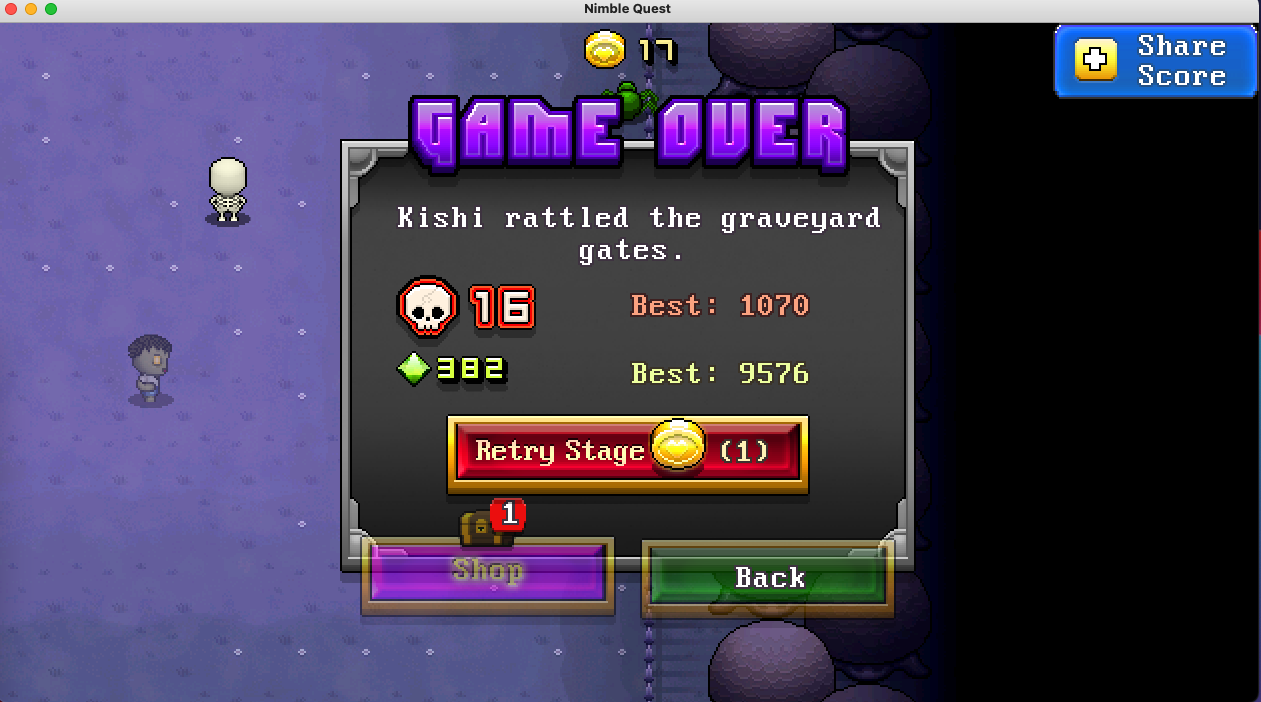 Nimble Quest
17
Share
Score
GAME OVER
Kishi rattled the graveyard
gates.
16 Best: 1070
382 Best: 9576
Retry Stage (1)
1
Shop Back